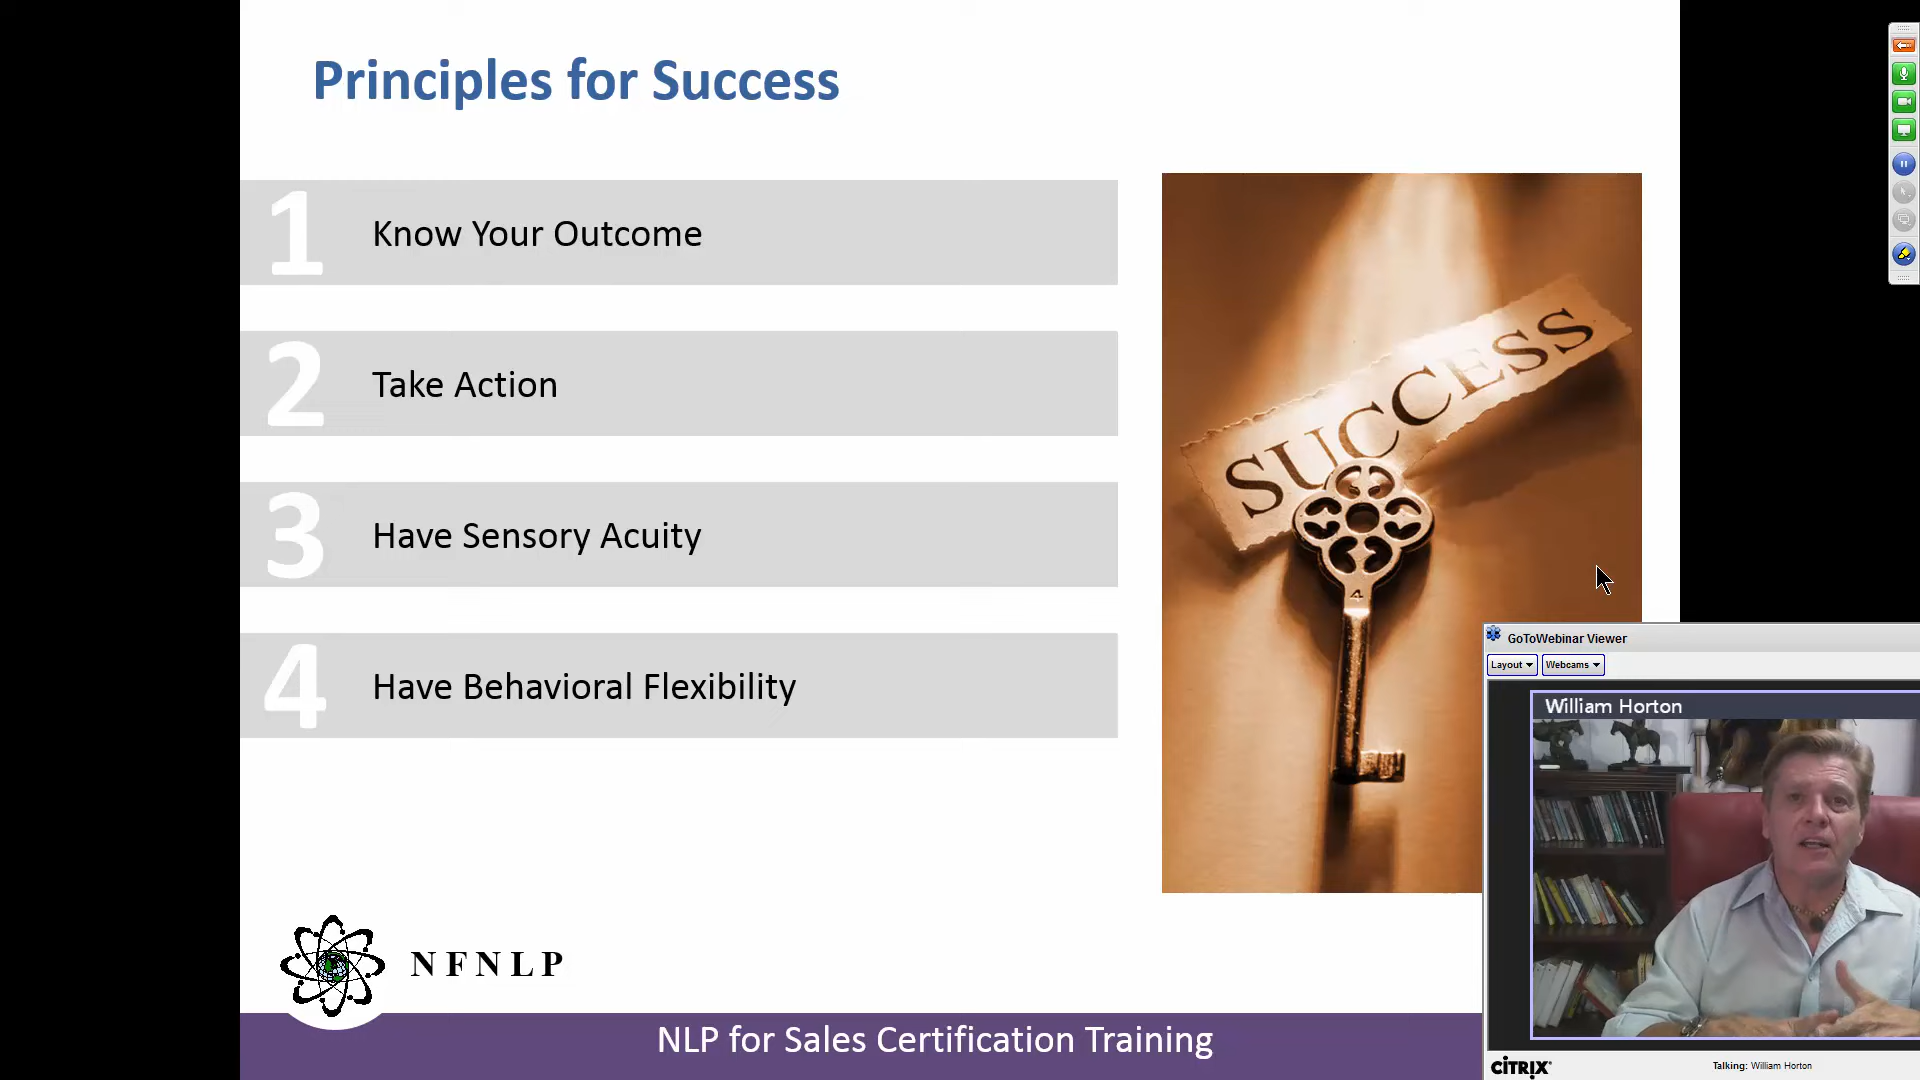 Principles for Success
1 Know Your Outcome
2 Take Action
3 Have Sensory Acuity
4 Have Behavioral Flexibility
SUCCESS
4
NFNLP
NLP for Sales Certification Training
GoToWebinar Viewer
Layout
Webcams
William Horton
CITRIX
Talking: William Horton